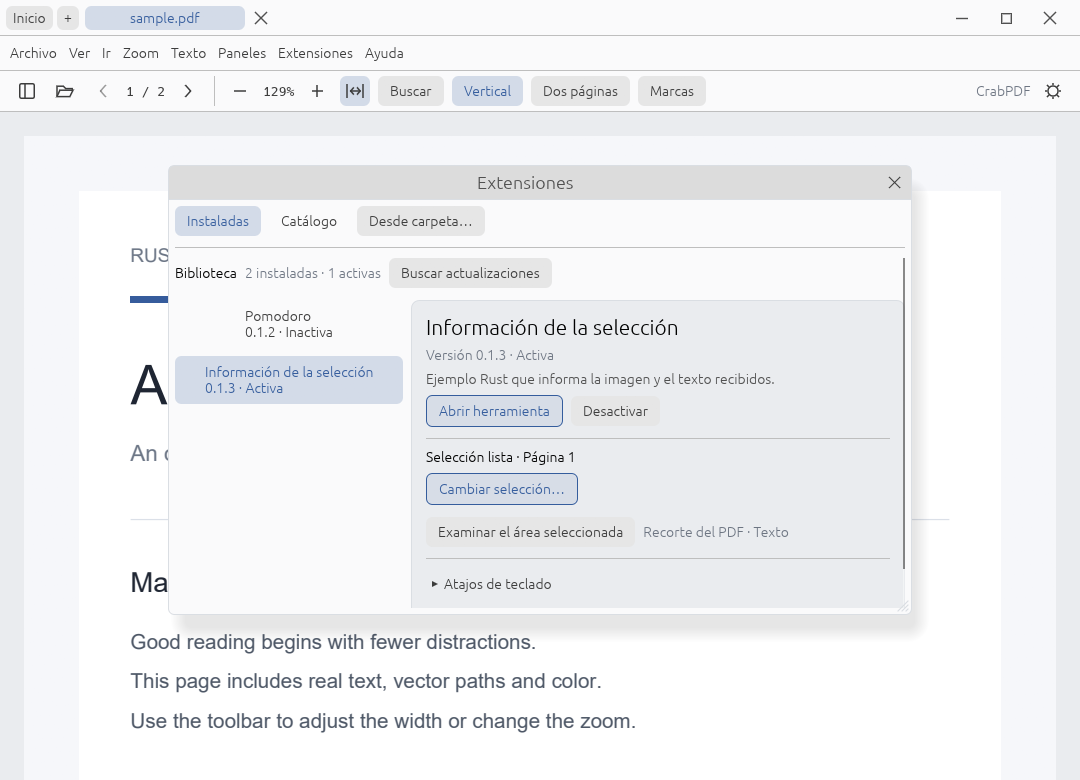 Inicio + sample.pdf
Archivo Ver Ir Zoom Texto Paneles Extensiones Ayuda
1 / 2 129% Buscar Vertical Dos páginas Marcas CrabPDF
Extensiones
Instaladas Catálogo Desde carpeta…
RUS
Biblioteca 2 instaladas · 1 activas Buscar actualizaciones
Pomodoro
0.1.2 · Inactiva
Información de la selección
0.1.3 · Activa
Información de la selección
Versión 0.1.3 · Activa
Ejemplo Rust que informa la imagen y el texto recibidos.
Abrir herramienta Desactivar
Selección lista · Página 1
Cambiar selección…
Examinar el área seleccionada Recorte del PDF · Texto
Atajos de teclado
A
An
Ma
Good reading begins with fewer distractions.
This page includes real text, vector paths and color.
Use the toolbar to adjust the width or change the zoom.